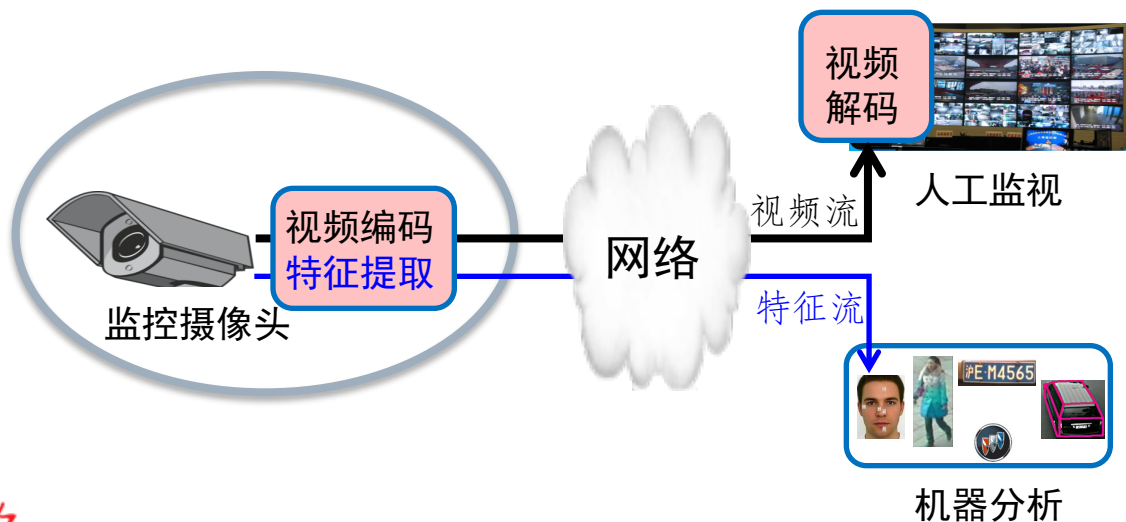 视频
解码
人工监视
视频流
视频编码
特征提取
网络
监控摄像头
特征流
沪E·M4565
机器分析